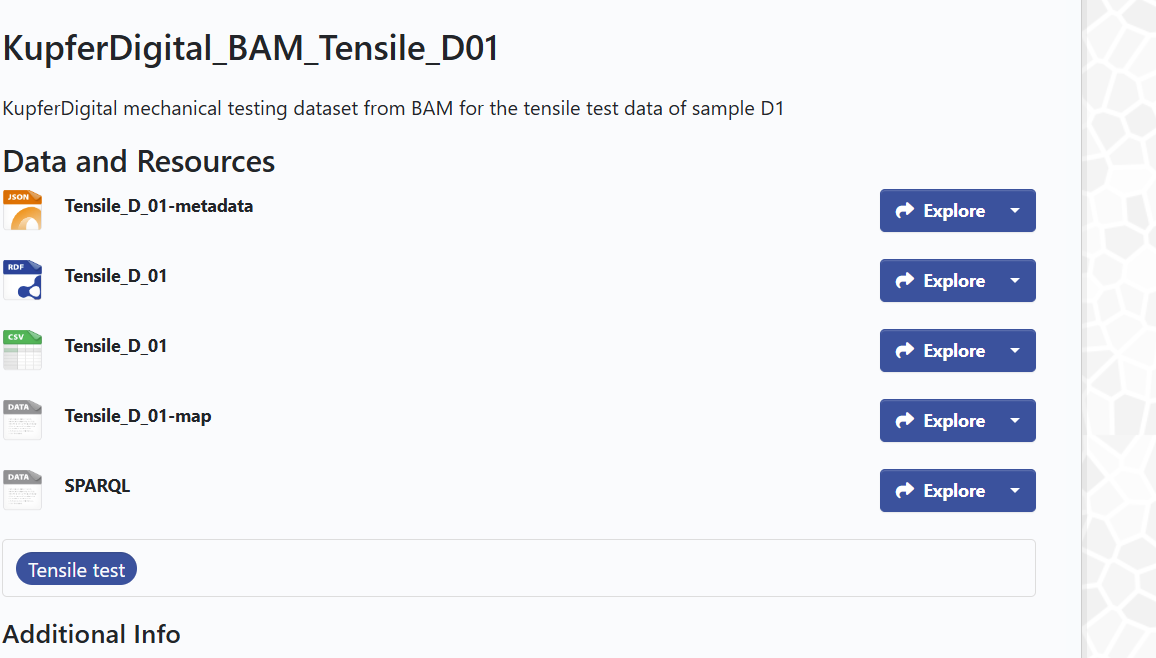 KupferDigital_BAM_Tensile_D01
KupferDigital mechanical testing dataset from BAM for the tensile test data of sample D1
Data and Resources
JSON
Tensile_D_01-metadata
Explore
RDF
Tensile_D_01
Explore
CSV
Tensile_D_01
Explore
DATA
Tensile_D_01-map
Explore
DATA
SPARQL
Explore
Tensile test
Additional Info